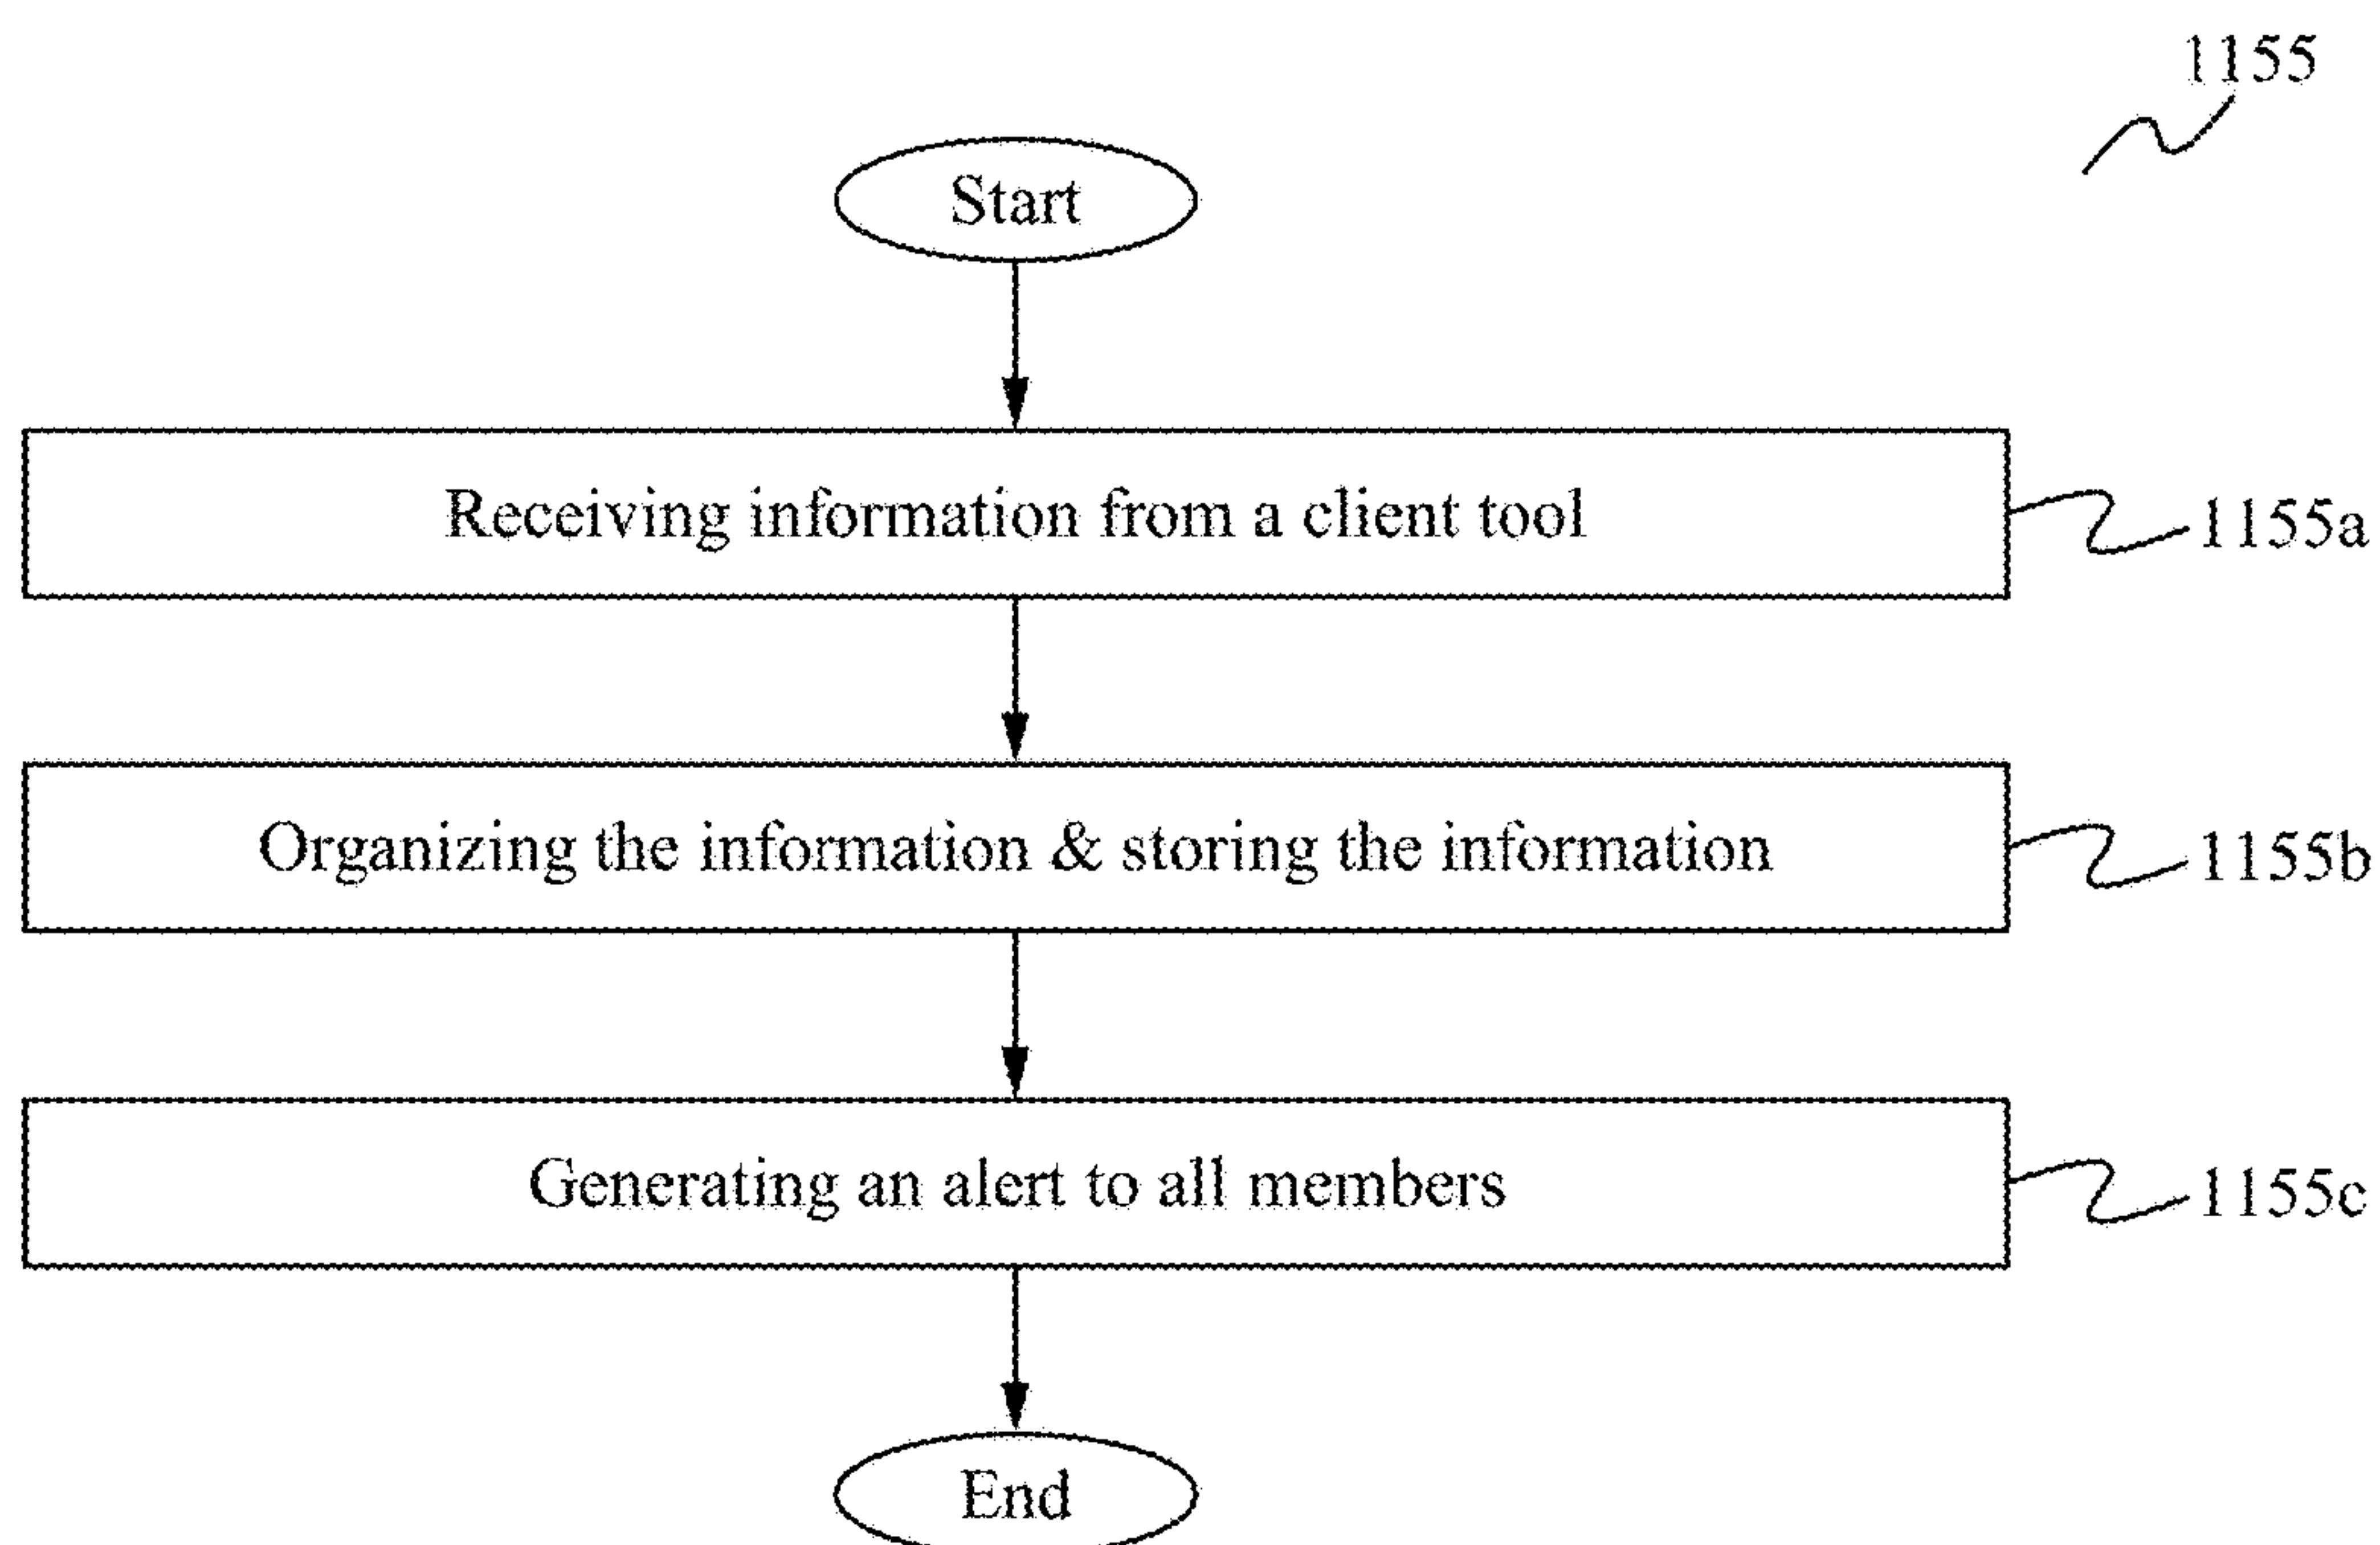 1155
Start
Receiving information from a client tool
1155a
Organizing the information & storing the information
1155b
Generating an alert to all members
1155c
End